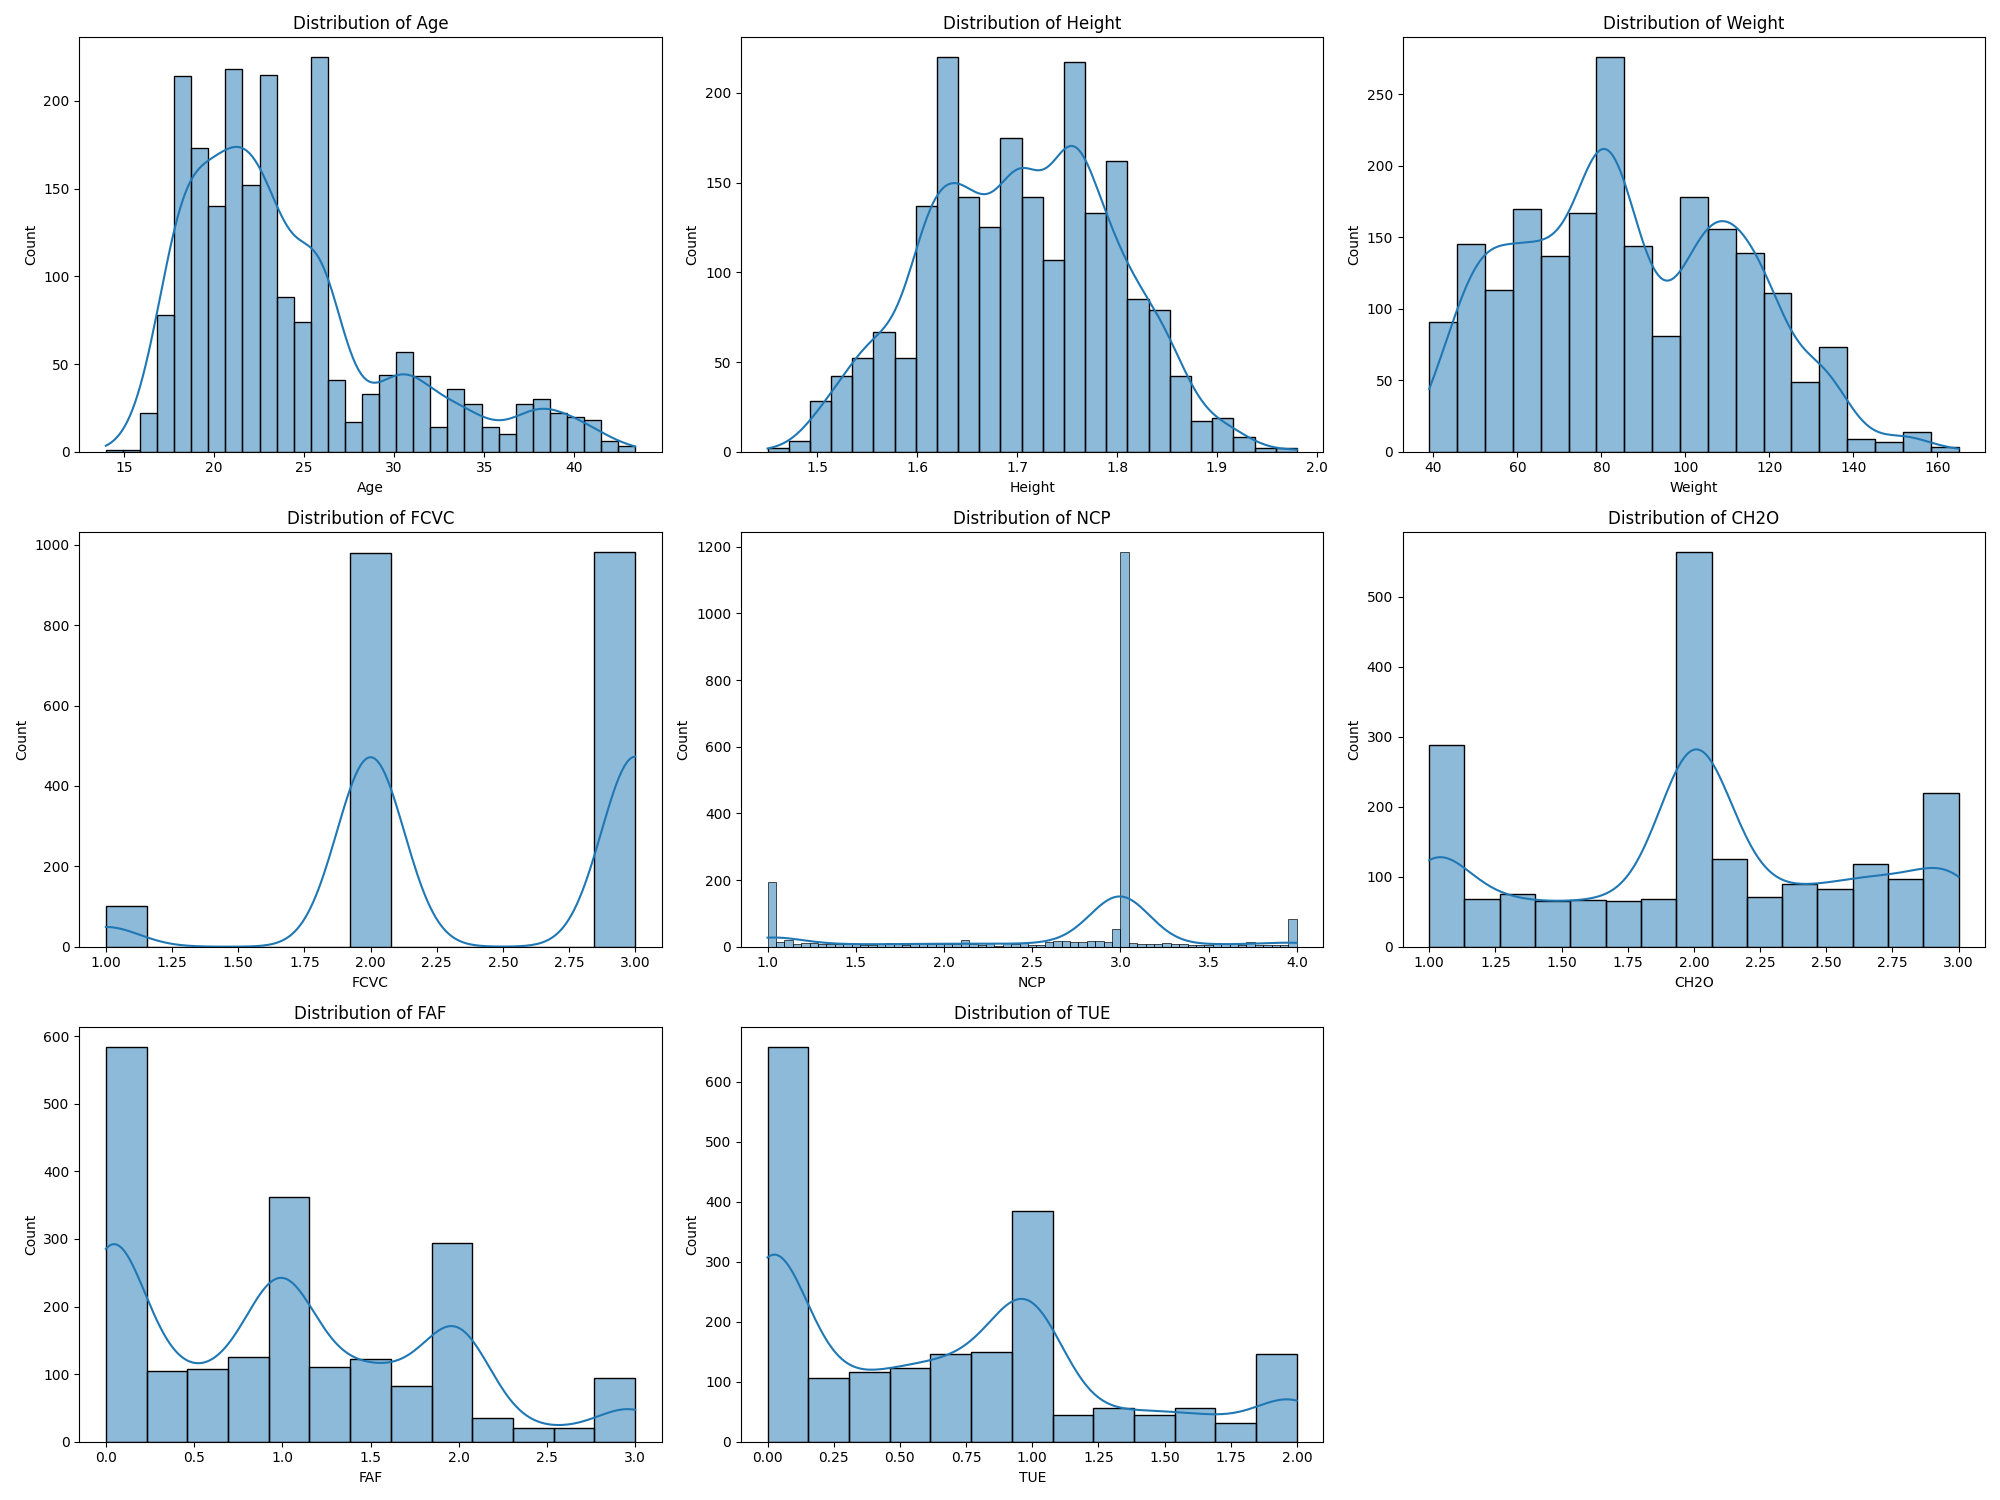 Distribution of Age
Distribution of Height
Distribution of Weight
Count
200
150
100
50
0
15 20 25 30 35 40
Age
Count
200
150
100
50
0
1.5 1.6 1.7 1.8 1.9 2.0
Height
Count
250
200
150
100
50
0
40 60 80 100 120 140 160
Weight
Distribution of FCVC
Distribution of NCP
Distribution of CH2O
Count
1000
800
600
400
200
0
1.00 1.25 1.50 1.75 2.00 2.25 2.50 2.75 3.00
FCVC
Count
1200
1000
800
600
400
200
0
1.0 1.5 2.0 2.5 3.0 3.5 4.0
NCP
Count
500
400
300
200
100
0
1.00 1.25 1.50 1.75 2.00 2.25 2.50 2.75 3.00
CH2O
Distribution of FAF
Distribution of TUE
Count
600
500
400
300
200
100
0
0.0 0.5 1.0 1.5 2.0 2.5 3.0
FAF
Count
600
500
400
300
200
100
0
0.00 0.25 0.50 0.75 1.00 1.25 1.50 1.75 2.00
TUE